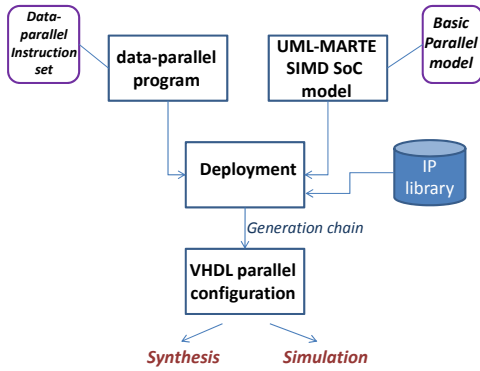 Data-
parallel
Instruction
set
data-parallel
program
UML-MARTE
SIMD SoC
model
Basic
Parallel
model
Deployment
IP
library
Generation chain
VHDL parallel
configuration
Synthesis
Simulation